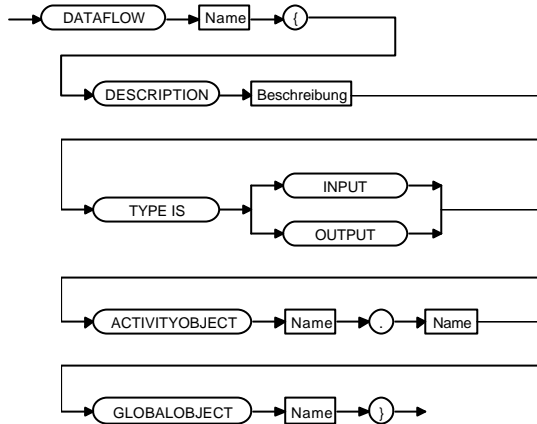 DATAFLOW Name {
DESCRIPTION Beschreibung
INPUT
TYPE IS
OUTPUT
ACTIVITYOBJECT Name . Name
GLOBALOBJECT Name }